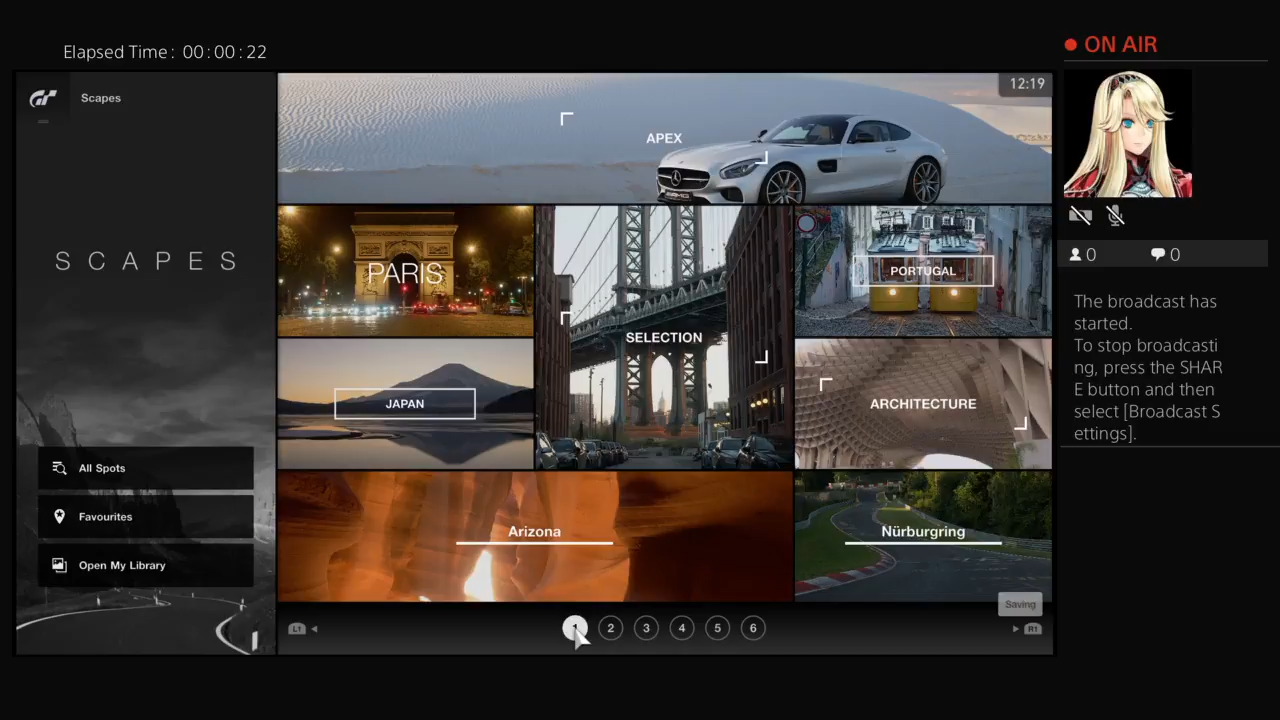 Elapsed Time: 00:00:22
ON AIR
Scapes
12:19
APEX
SCAPES
PARIS
SELECTION
PORTUGAL
JAPAN
ARCHITECTURE
All Spots
Favourites
Open My Library
Arizona
Nürburgring
Saving
L1
1
2
3
4
5
6
R1
0
0
The broadcast has
started.
To stop broadcasti
ng, press the SHAR
E button and then
select [Broadcast S
ettings].